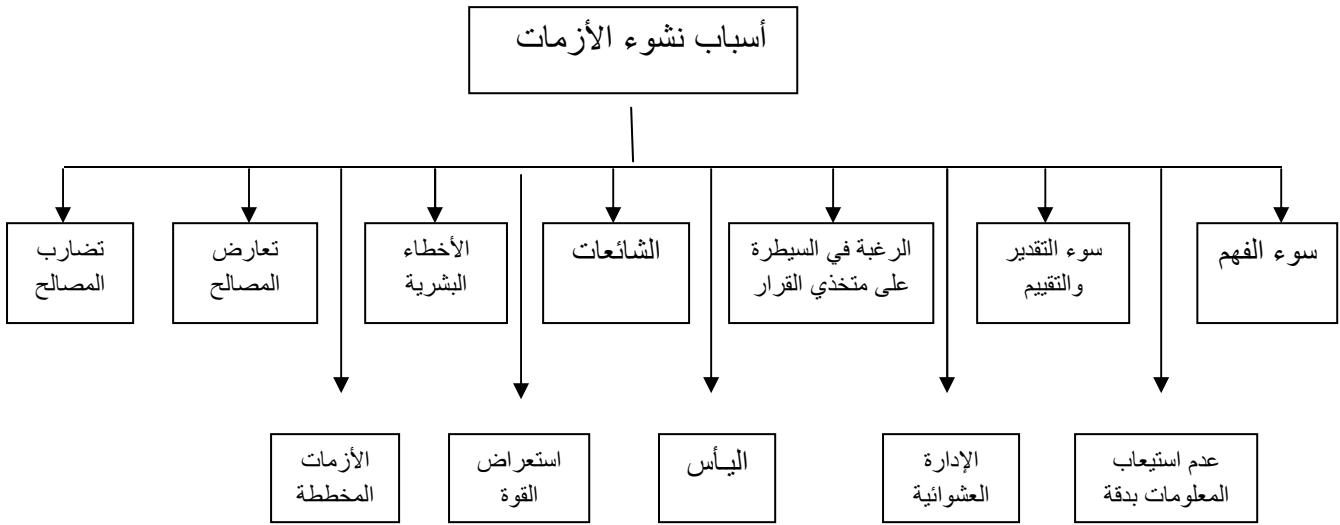 أسباب نشوء الأزمات
سوء الفهم
سوء التقدير
والتقييم
الرغبة في السيطرة
على متخذي القرار
الشائعات
الأخطاء
البشرية
تعارض
المصالح
تضارب
المصالح
عدم استيعاب
المعلومات بدقة
الإدارة
العشوائية
اليـأس
استعراض
القوة
الأزمات
المخططة